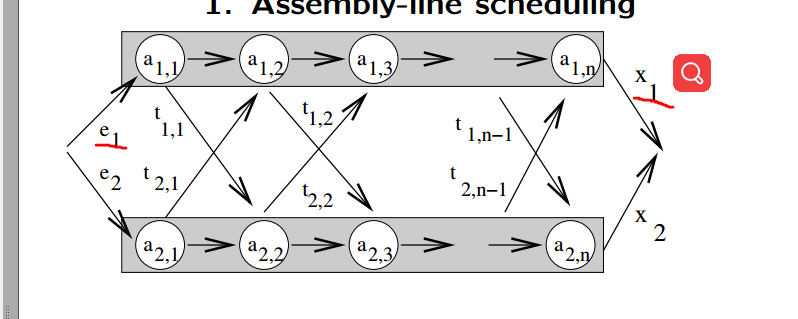 1. Assembly-line scheduling
a1,1 a1,2 a1,3 a1,n
x1
e1 t1,1 t1,2 t1,n−1
e2 t2,1 t2,2 t2,n−1
x2
a2,1 a2,2 a2,3 a2,n